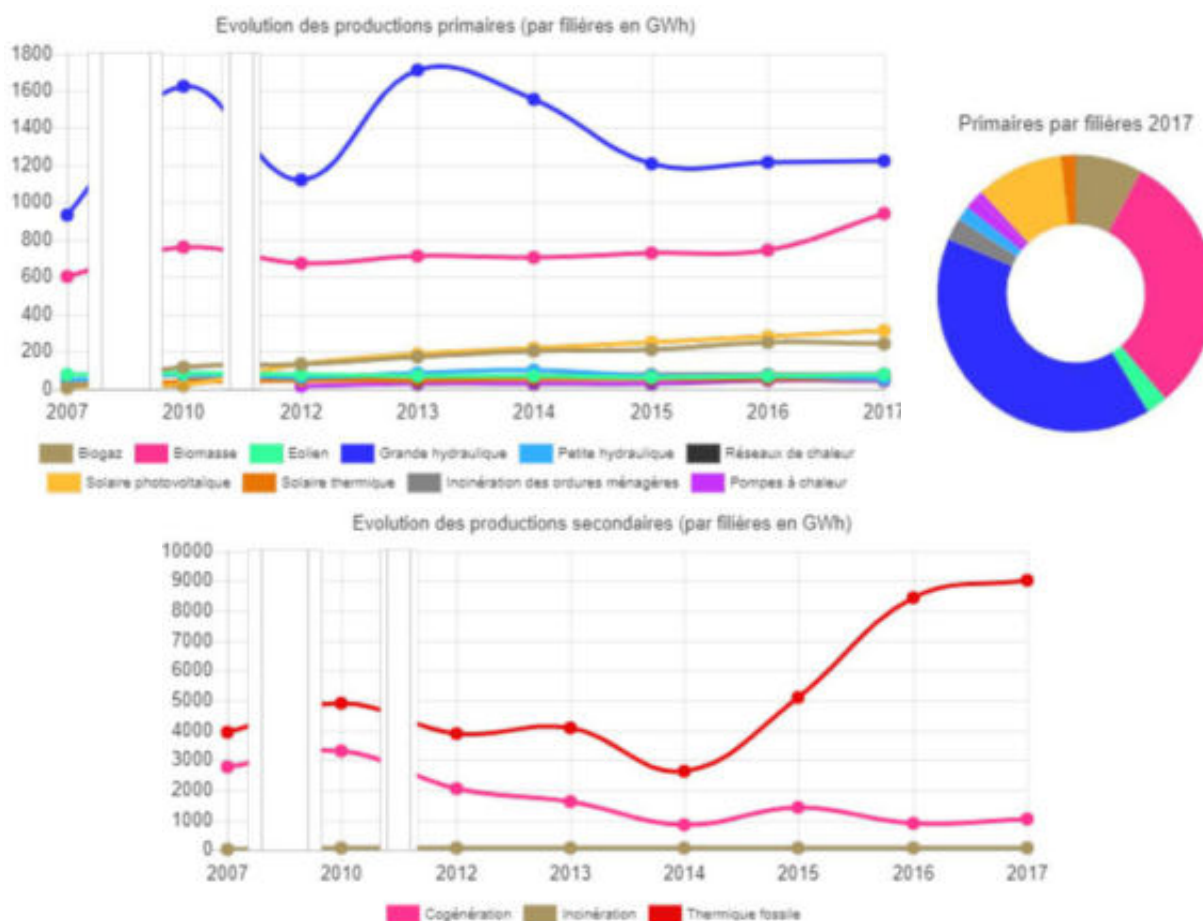 Evolution des productions primaires (par filières en GWh)
1800
1600
1400
1200
1000
800
600
400
200
0
2007 2010 2012 2013 2014 2015 2016 2017
Biogaz Biomasse Eolien Grande hydraulique Petite hydraulique Réseaux de chaleur
Solaire photovoltaïque Solaire thermique Incinération des ordures ménagères Pompes à chaleur
Primaires par filières 2017
Evolution des productions secondaires (par filières en GWh)
10000
9000
8000
7000
6000
5000
4000
3000
2000
1000
0
2007 2010 2012 2013 2014 2015 2016 2017
Cogénération Incinération Thermique fossile